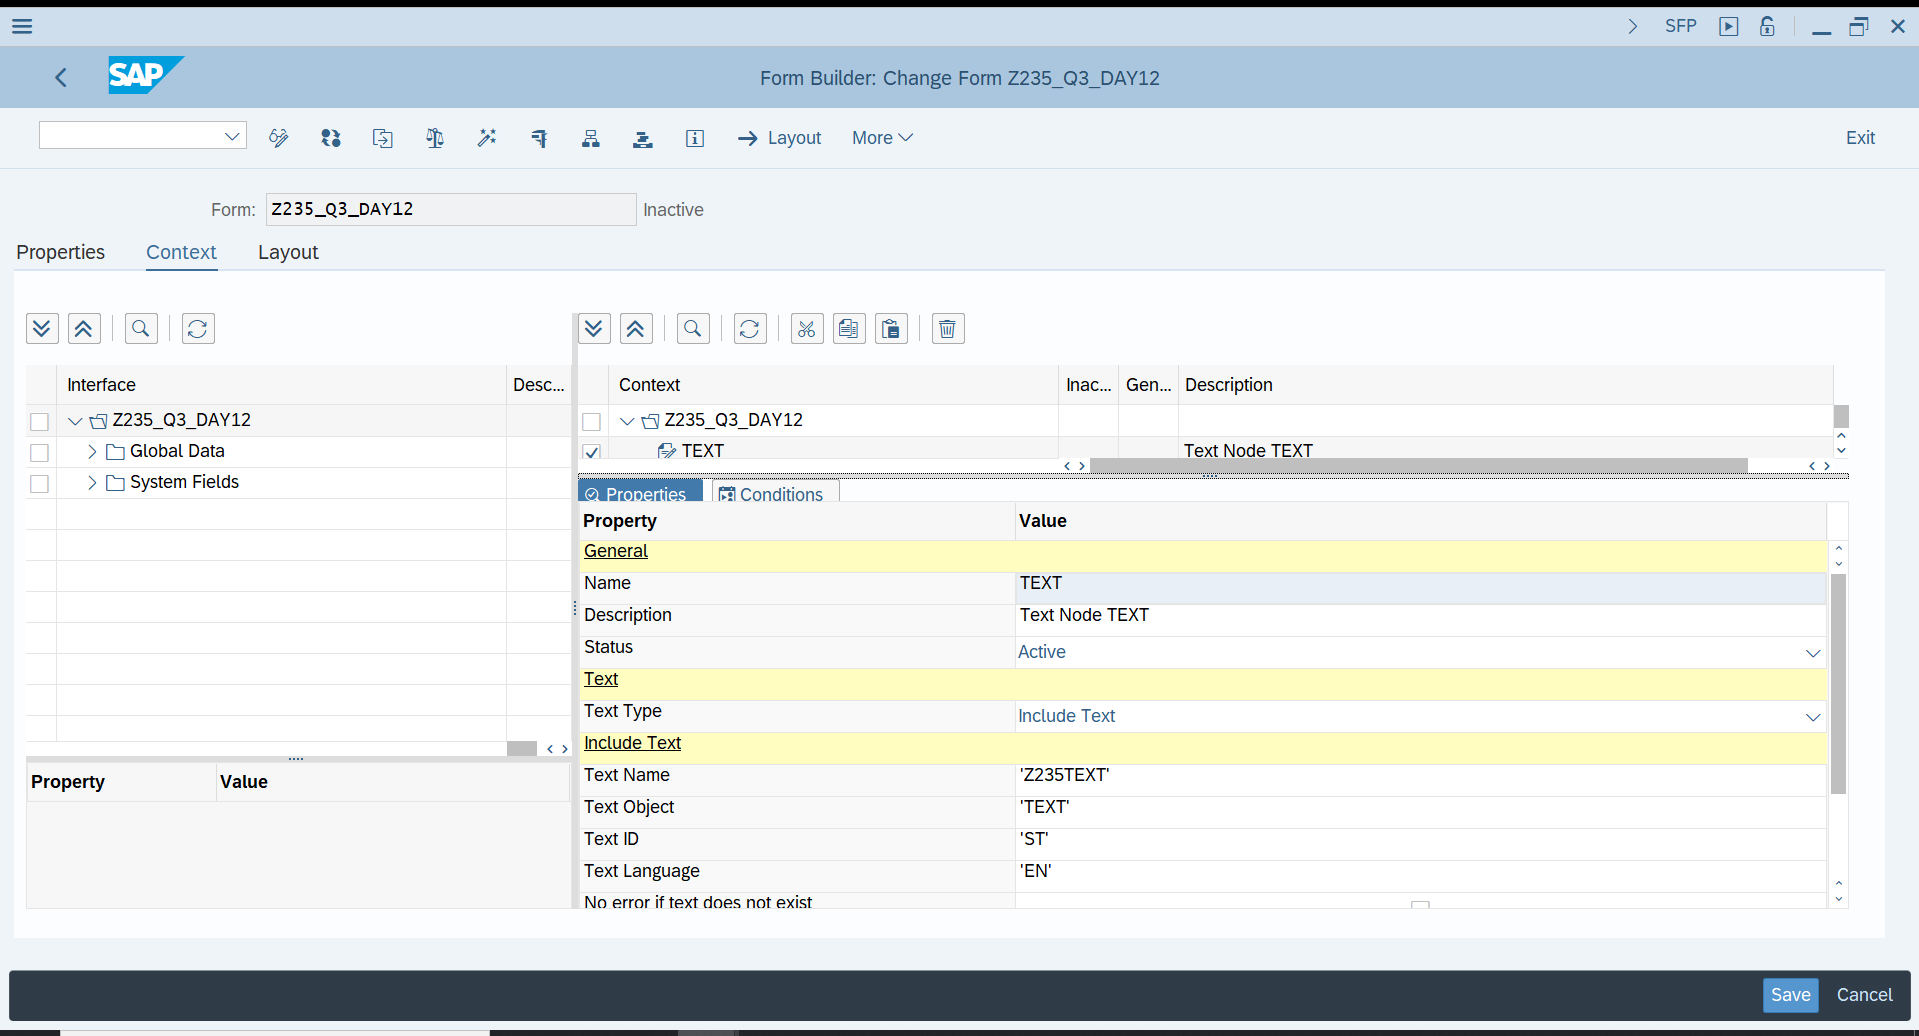 SFP
SAP
Form Builder: Change Form Z235_Q3_DAY12
Layout
More
Exit
Form:
Z235_Q3_DAY12
Inactive
Properties
Context
Layout
Interface
Desc...
Z235_Q3_DAY12
Global Data
System Fields
Property
Value
Context
Inac...
Gen...
Description
Z235_Q3_DAY12
TEXT
Text Node TEXT
Properties
Conditions
Property
Value
General
Name
TEXT
Description
Text Node TEXT
Status
Active
Text
Text Type
Include Text
Include Text
Text Name
'Z235TEXT'
Text Object
'TEXT'
Text ID
'ST'
Text Language
'EN'
No error if text does not exist
Save
Cancel